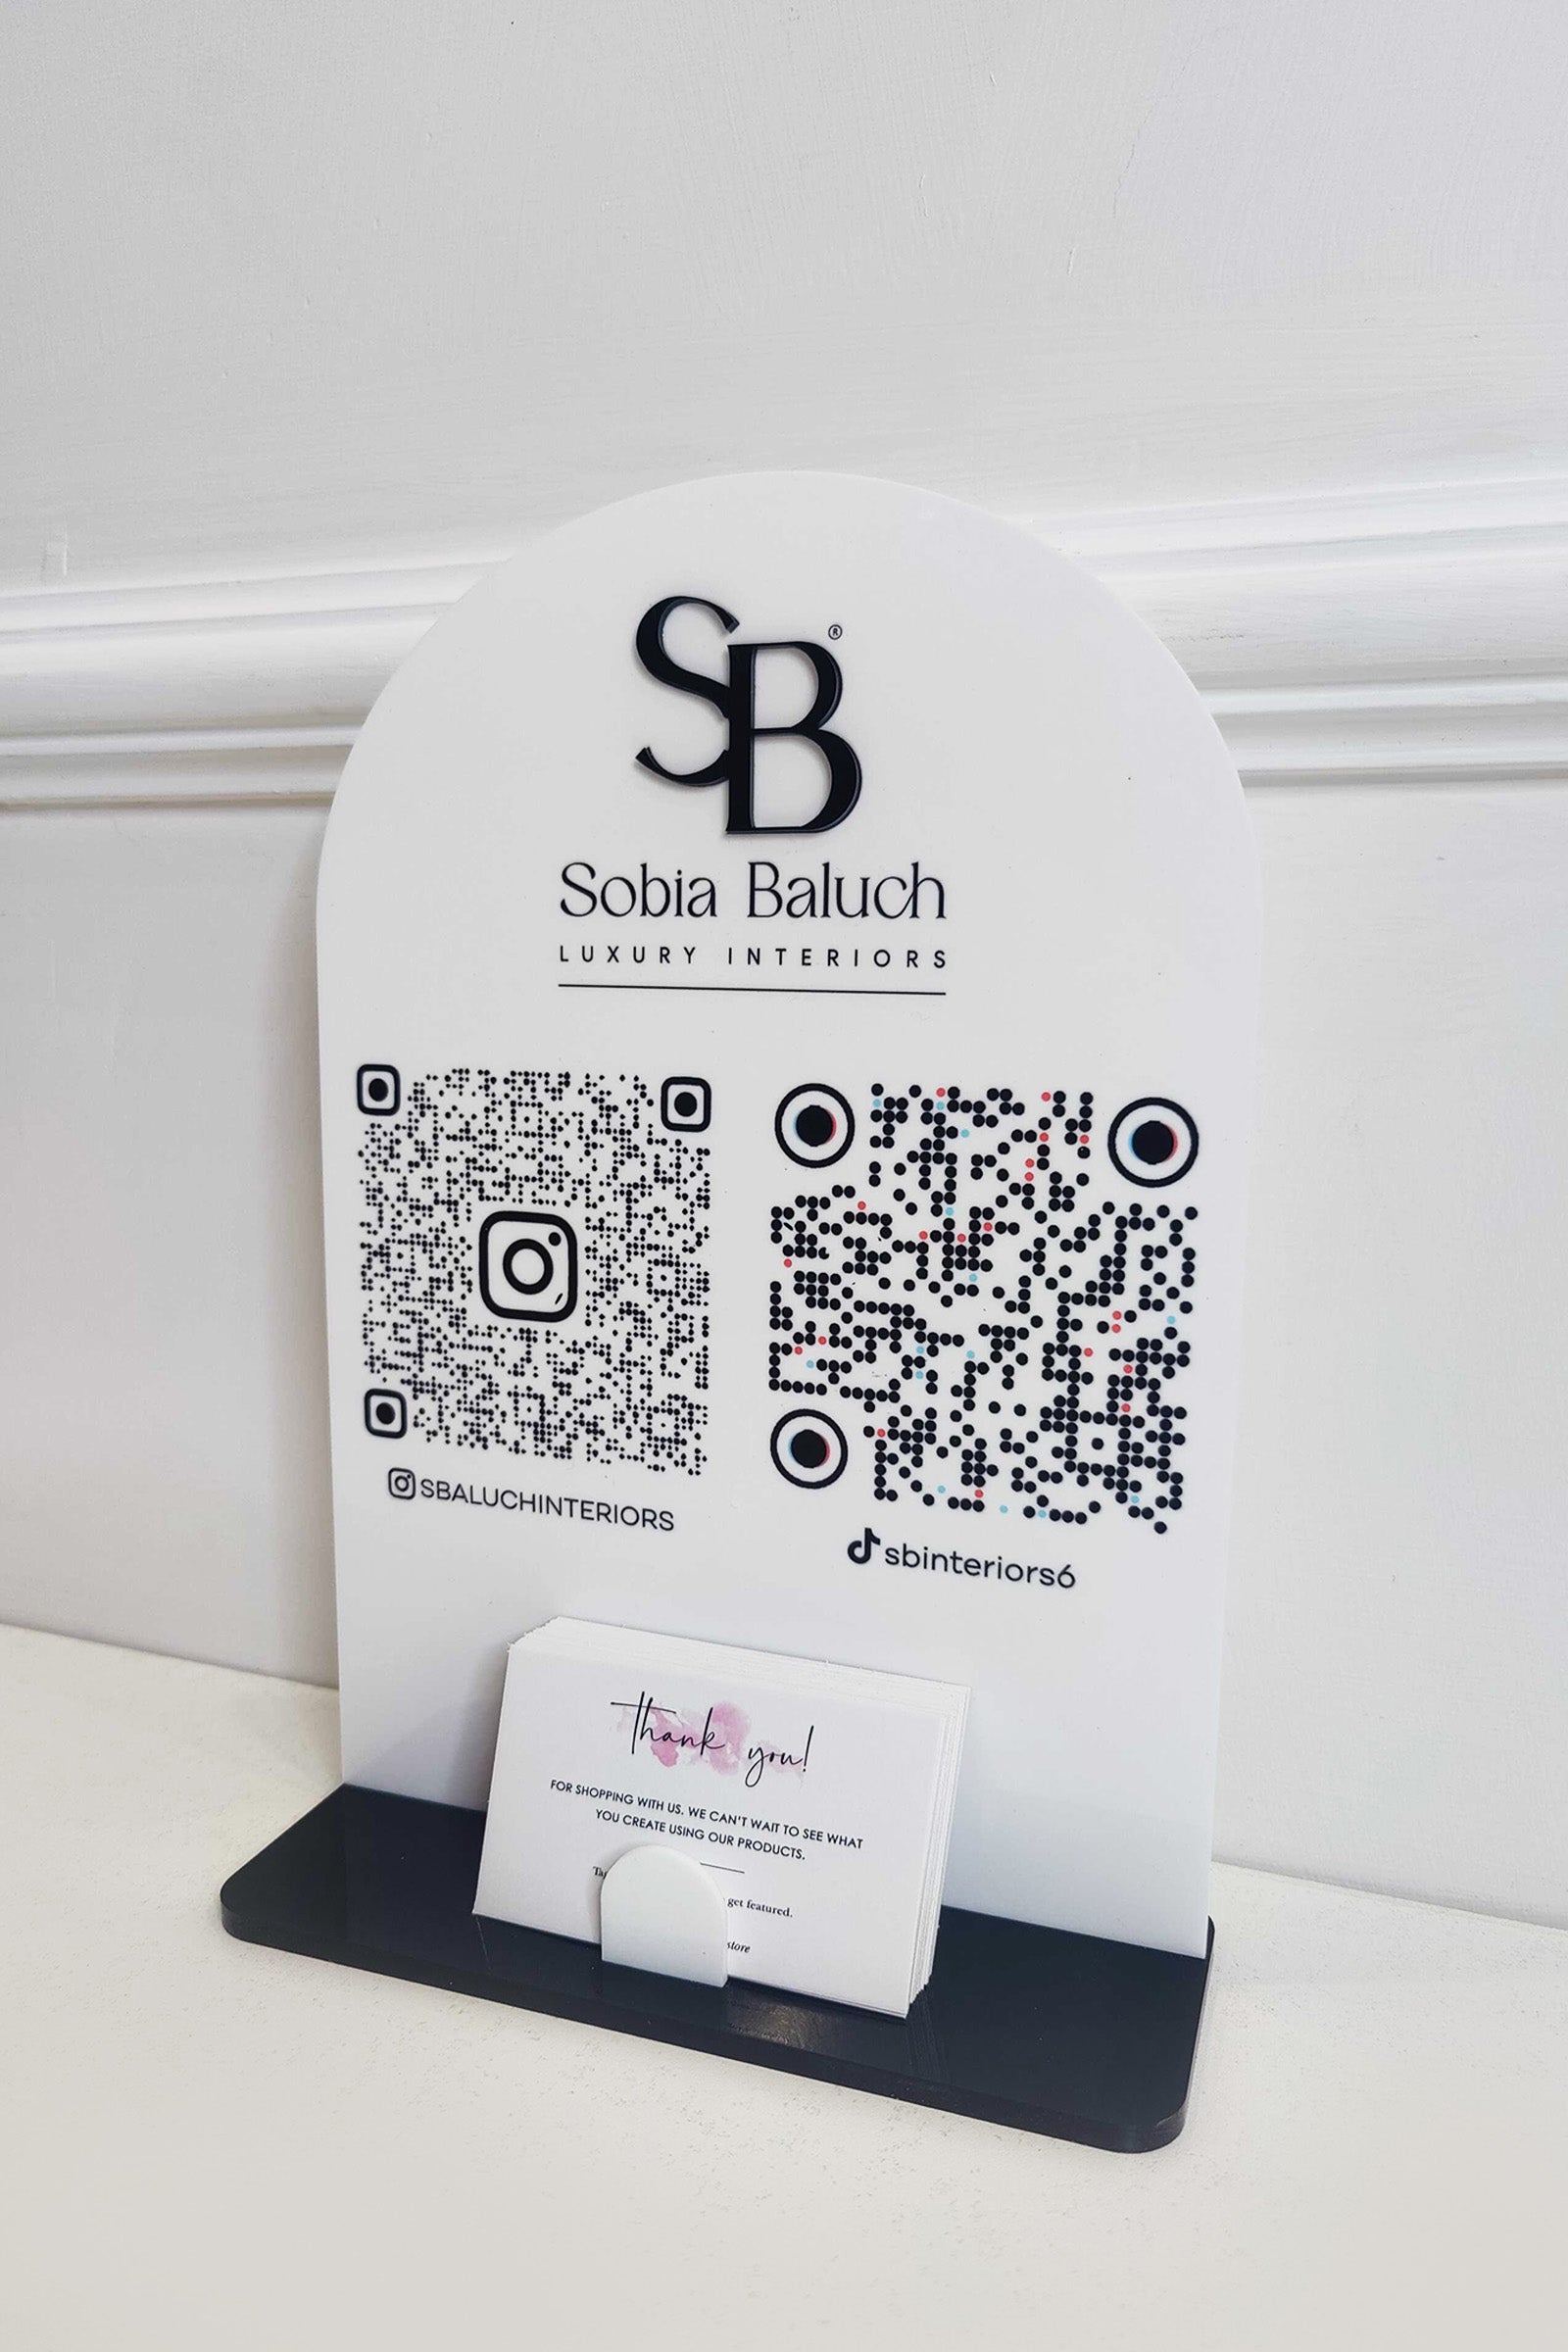 SB®
Sobia Baluch
LUXURY INTERIORS
SBALUCHINTERIORS
sbinteriors6
thank you!
FOR SHOPPING WITH US. WE CAN'T WAIT TO SEE WHAT
YOU CREATE USING OUR PRODUCTS.
get featured.